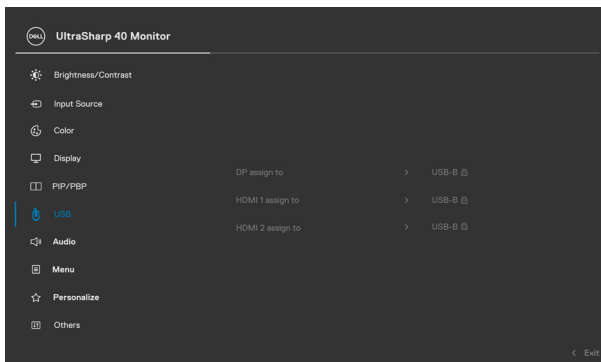 DELL
UltraSharp 40 Monitor
Brightness/Contrast
Input Source
Color
Display
PIP/PBP
USB
Audio
Menu
Personalize
Others
DP assign to > USB-B
HDMI 1 assign to > USB-B
HDMI 2 assign to > USB-B
< Exit